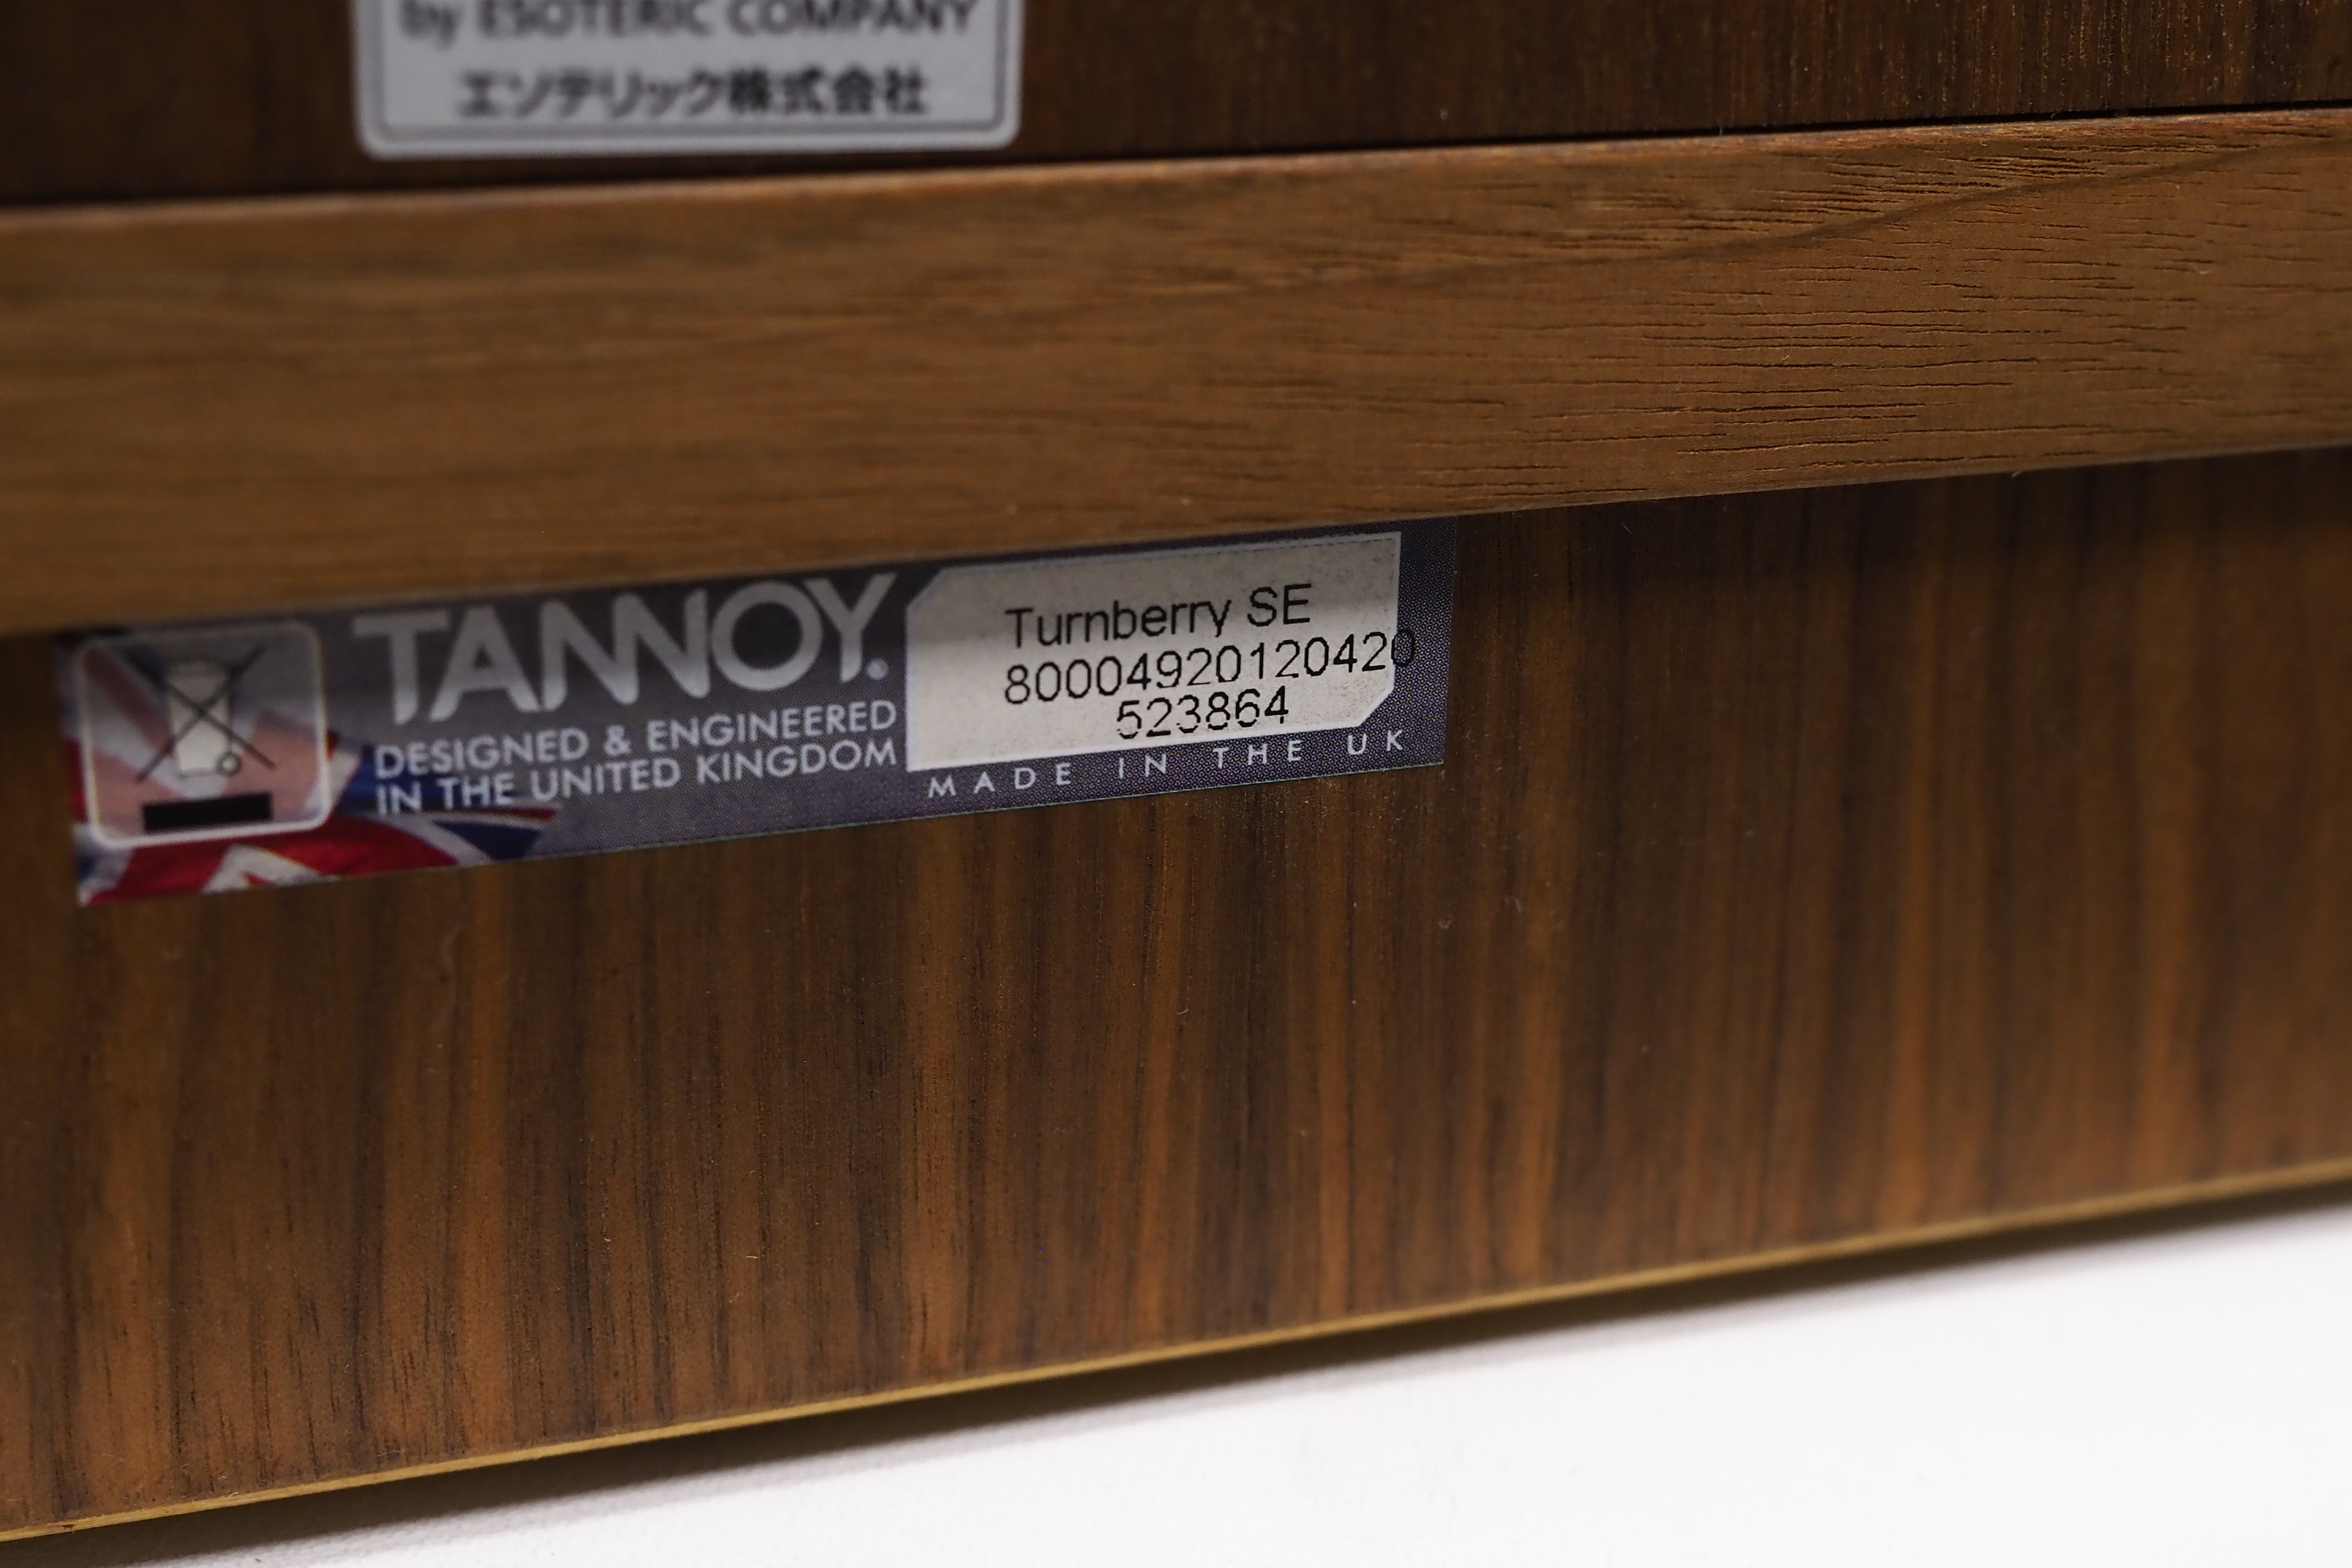 by ESOTERIC COMPANY
エソテリック株式会社
TANNOY.
DESIGNED & ENGINEERED
IN THE UNITED KINGDOM
Turnberry SE
80004920120420
523864
MADE IN THE UK